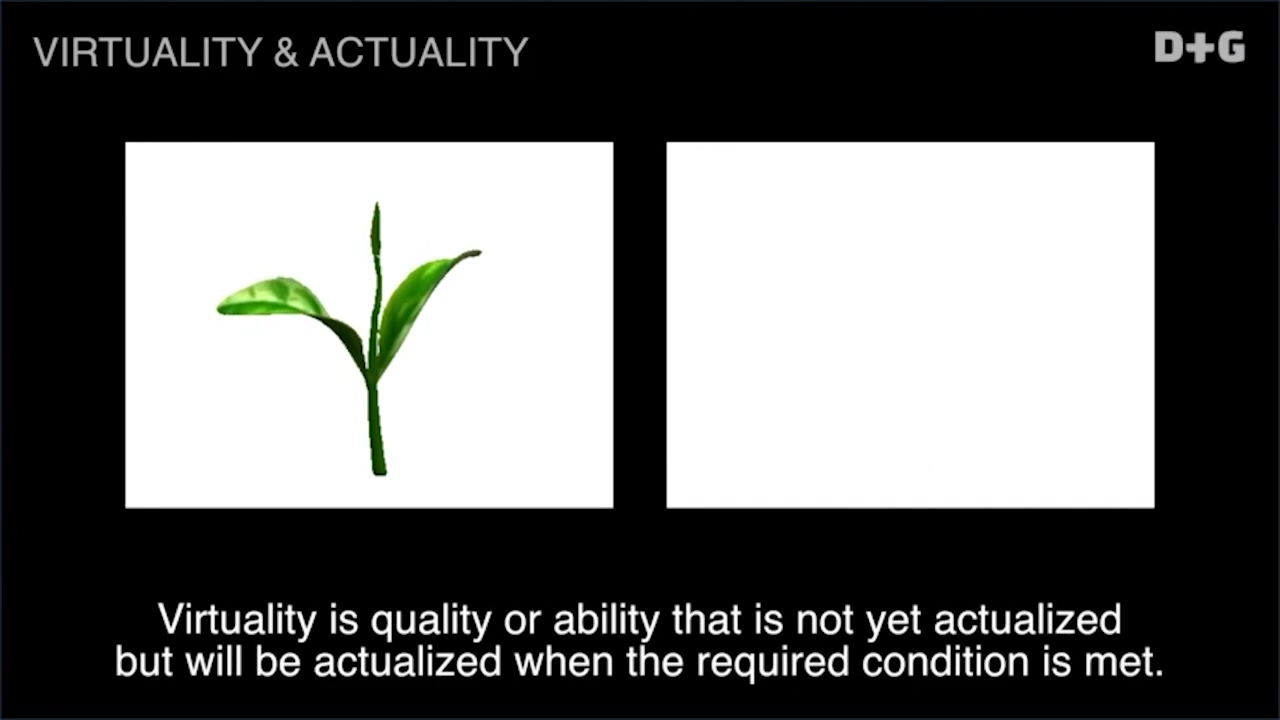 VIRTUALITY & ACTUALITY
D+G
Virtuality is quality or ability that is not yet actualized
but will be actualized when the required condition is met.